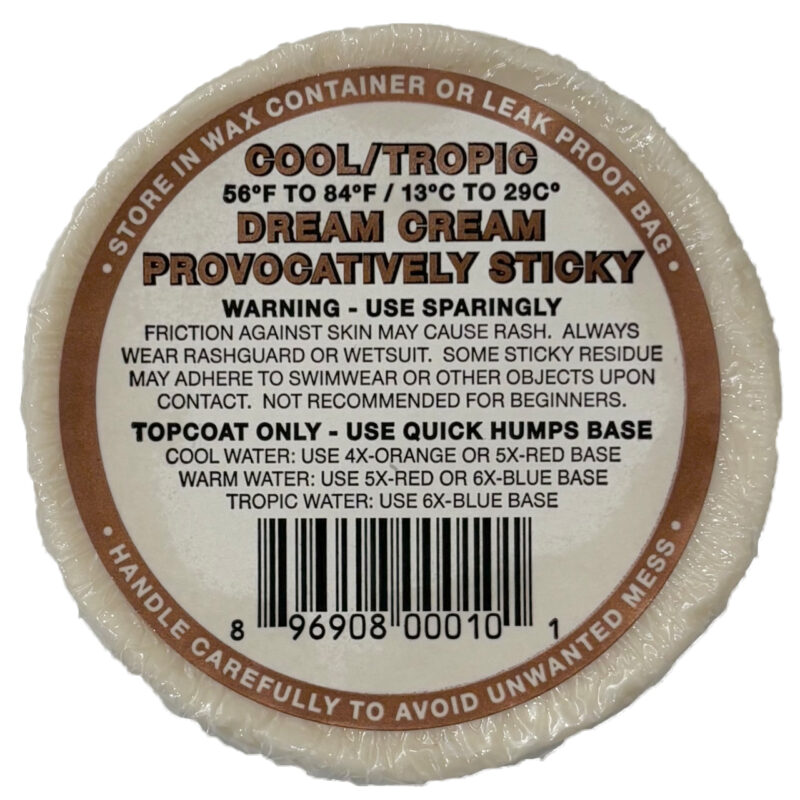 • STORE IN WAX CONTAINER OR LEAK PROOF BAG •
COOL/TROPIC
56°F TO 84°F / 13°C TO 29C°
DREAM CREAM
PROVOCATIVELY STICKY
WARNING - USE SPARINGLY
FRICTION AGAINST SKIN MAY CAUSE RASH. ALWAYS
WEAR RASHGUARD OR WETSUIT. SOME STICKY RESIDUE
MAY ADHERE TO SWIMWEAR OR OTHER OBJECTS UPON
CONTACT. NOT RECOMMENDED FOR BEGINNERS.
TOPCOAT ONLY - USE QUICK HUMPS BASE
COOL WATER: USE 4X-ORANGE OR 5X-RED BASE
WARM WATER: USE 5X-RED OR 6X-BLUE BASE
TROPIC WATER: USE 6X-BLUE BASE
8 96908 00010 1
• HANDLE CAREFULLY TO AVOID UNWANTED MESS •